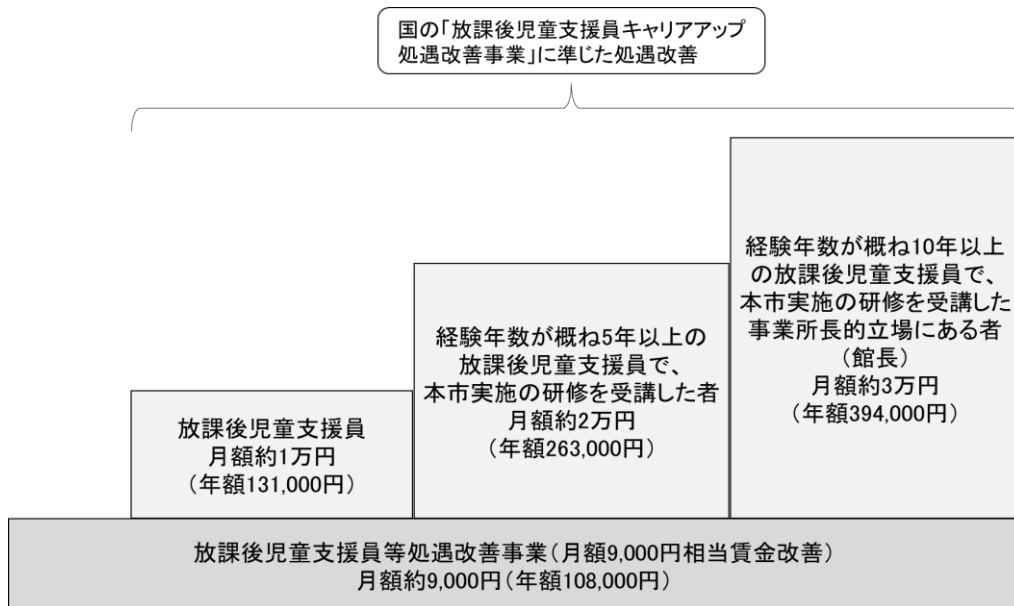 国の「放課後児童支援員キャリアアップ
処遇改善事業」に準じた処遇改善
放課後児童支援員
月額約1万円
（年額131,000円）
経験年数が概ね5年以上の
放課後児童支援員で、
本市実施の研修を受講した者
月額約2万円
（年額263,000円）
経験年数が概ね10年以上
の放課後児童支援員で、
本市実施の研修を受講した
事業所長的立場にある者
（館長）
月額約3万円
（年額394,000円）
放課後児童支援員等処遇改善事業（月額9,000円相当賃金改善）
月額約9,000円（年額108,000円）